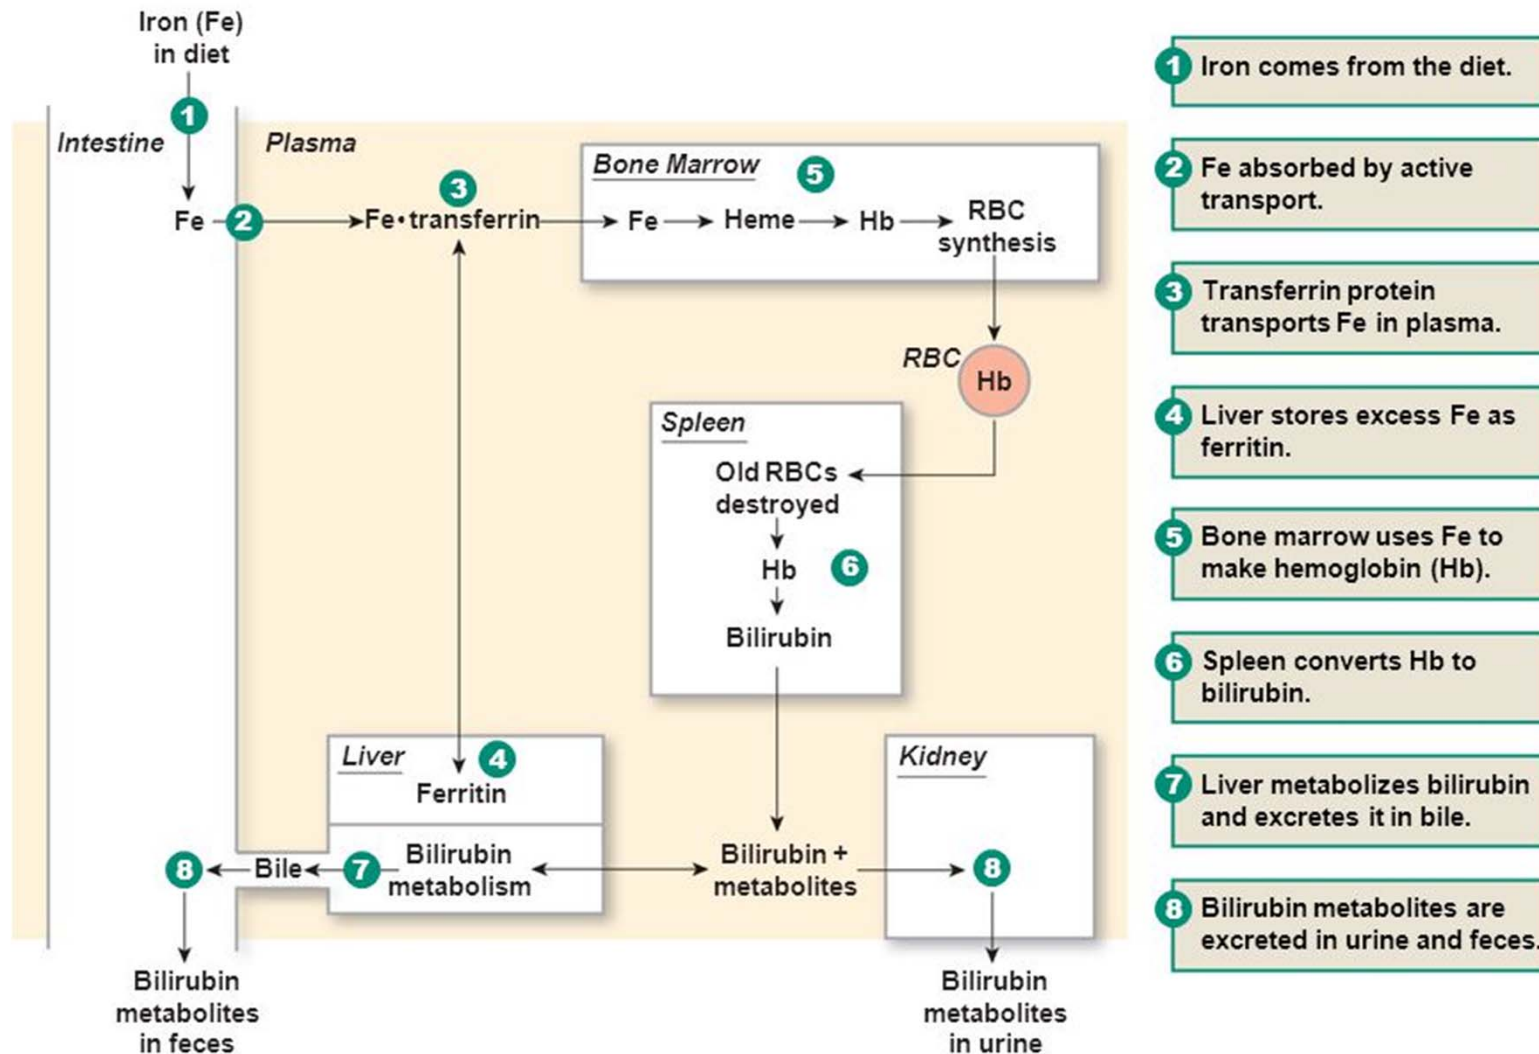 Iron (Fe)
in diet
1
Intestine
Plasma
Fe
2
3
Fe•transferrin
Bone Marrow
5
Fe
Heme
Hb
RBC
synthesis
RBC
Hb
Spleen
Old RBCs
destroyed
Hb
6
Bilirubin
Liver
4
Ferritin
Kidney
8
Bile
7
Bilirubin
metabolism
Bilirubin +
metabolites
8
Bilirubin
metabolites
in feces
Bilirubin
metabolites
in urine
1 Iron comes from the diet.
2 Fe absorbed by active
transport.
3 Transferrin protein
transports Fe in plasma.
4 Liver stores excess Fe as
ferritin.
5 Bone marrow uses Fe to
make hemoglobin (Hb).
6 Spleen converts Hb to
bilirubin.
7 Liver metabolizes bilirubin
and excretes it in bile.
8 Bilirubin metabolites are
excreted in urine and feces.